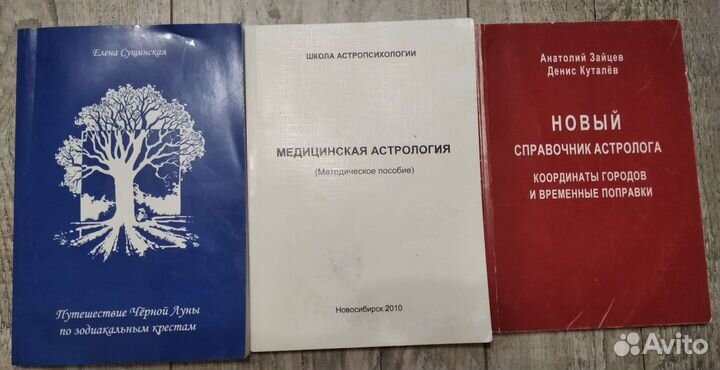 Елена Сущинская
Путешествие Чёрной Луны
по зодиакальным крестам
ШКОЛА АСТРОПСИХОЛОГИИ
МЕДИЦИНСКАЯ АСТРОЛОГИЯ
(Методическое пособие)
Новосибирск 2010
Анатолий Зайцев
Денис Куталёв
НОВЫЙ
СПРАВОЧНИК АСТРОЛОГА
КООРДИНАТЫ ГОРОДОВ
И ВРЕМЕННЫЕ ПОПРАВКИ
Avito